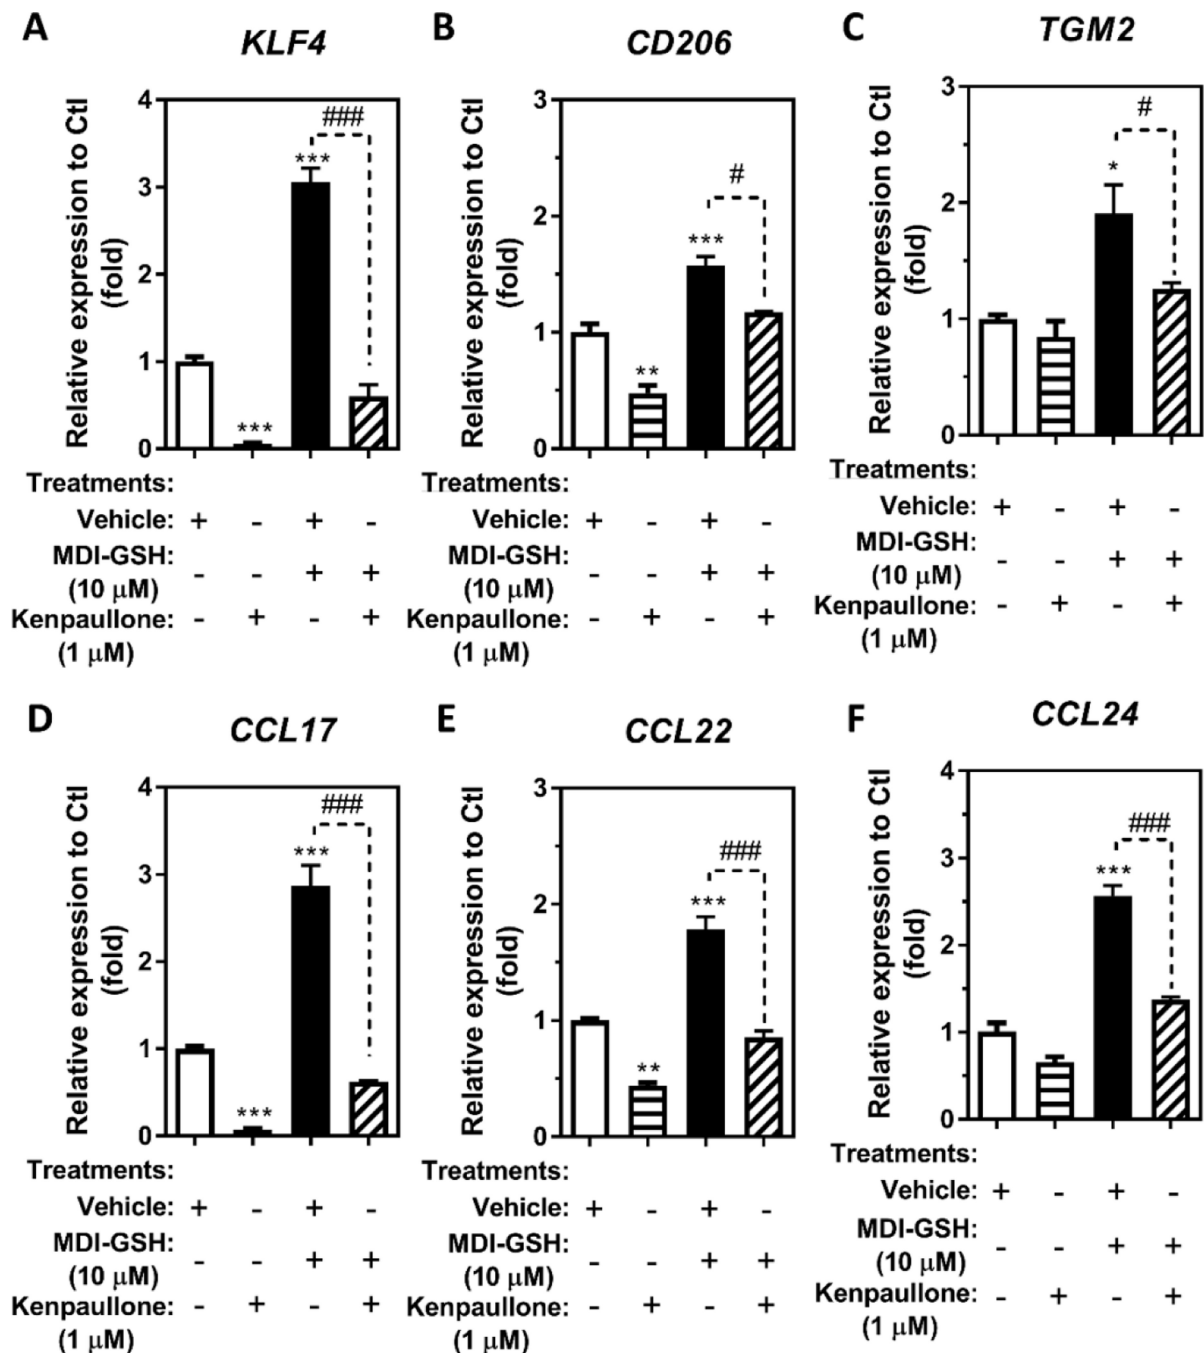 A
KLF4
Relative expression to Ctl
(fold)
4
3
2
1
0
***
***
###
Treatments:
Vehicle: + - + -
MDI-GSH:
(10 μM) - - + +
Kenpaullone: - + - +
(1 μM)
B
CD206
Relative expression to Ctl
(fold)
3
2
1
0
**
***
#
Treatments:
Vehicle: + - + -
MDI-GSH:
(10 μM) - - + +
Kenpaullone: - + - +
(1 μM)
C
TGM2
Relative expression to Ctl
(fold)
3
2
1
0
*
#
Treatments:
Vehicle: + - + -
MDI-GSH:
(10 μM) - - + +
Kenpaullone: - + - +
(1 μM)
D
CCL17
Relative expression to Ctl
(fold)
4
3
2
1
0
***
***
###
Treatments:
Vehicle: + - + -
MDI-GSH:
(10 μM) - - + +
Kenpaullone: - + - +
(1 μM)
E
CCL22
Relative expression to Ctl
(fold)
3
2
1
0
**
***
###
Treatments:
Vehicle: + - + -
MDI-GSH:
(10 μM) - - + +
Kenpaullone: - + - +
(1 μM)
F
CCL24
Relative expression to Ctl
(fold)
4
3
2
1
0
***
###
Treatments:
Vehicle: + - + -
MDI-GSH:
(10 μM) - - + +
Kenpaullone: - + - +
(1 μM)